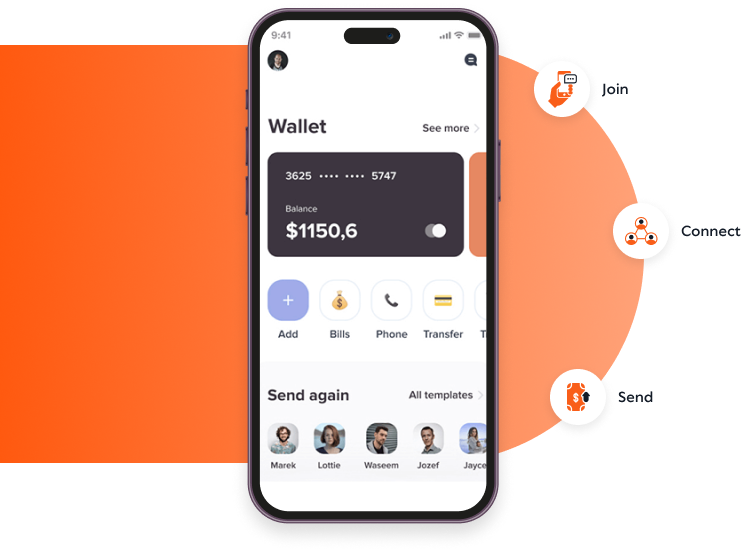 9:41
Wallet
See more
3625 •••• •••• 5747
Balance
$1150,6
+
Add
Bills
Phone
Transfer
Send again
All templates
Marek
Lottie
Waseem
Jozef
Jayce
Join
Connect
$
Send